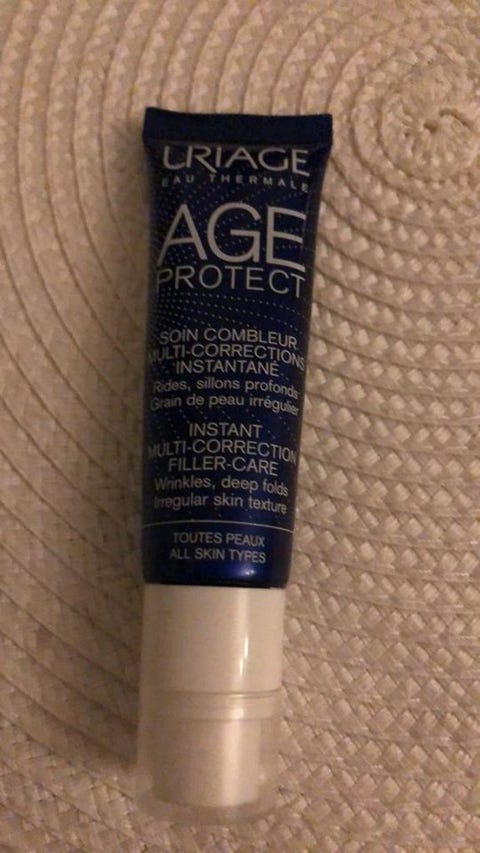 URIAGE
EAU THERMALE
AGE
PROTECT
SOIN COMBLEUR
MULTI-CORRECTIONS
INSTANTANÉ
Rides, sillons profonds
Grain de peau irrégulier
INSTANT
MULTI-CORRECTION
FILLER-CARE
Wrinkles, deep folds
Irregular skin texture
TOUTES PEAUX
ALL SKIN TYPES